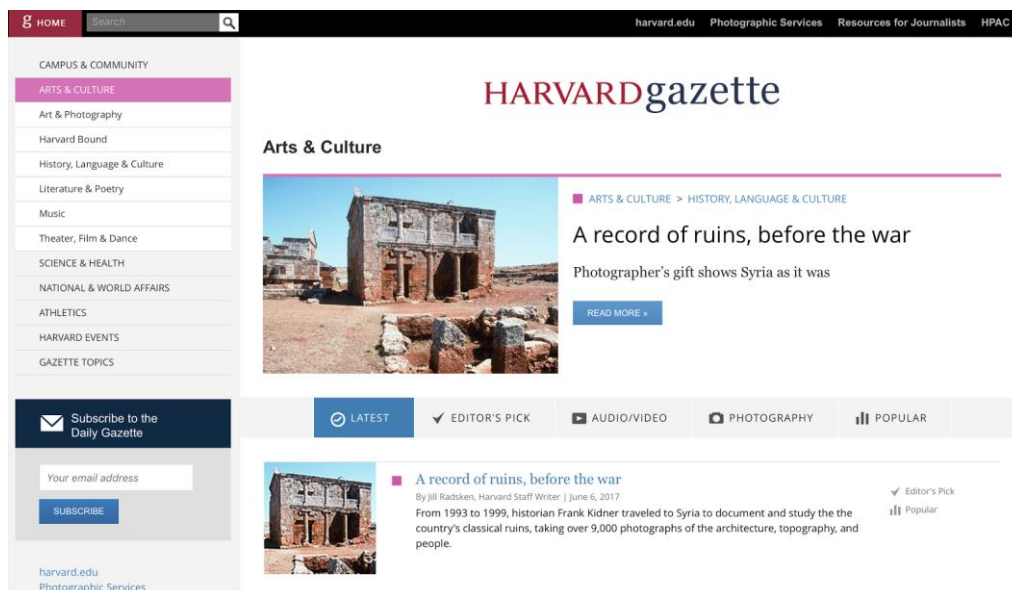 g HOME
Search
harvard.edu Photographic Services Resources for Journalists HPAC
CAMPUS & COMMUNITY
ARTS & CULTURE
Art & Photography
Harvard Bound
History, Language & Culture
Literature & Poetry
Music
Theater, Film & Dance
SCIENCE & HEALTH
NATIONAL & WORLD AFFAIRS
ATHLETICS
HARVARD EVENTS
GAZETTE TOPICS
Subscribe to the
Daily Gazette
Your email address
SUBSCRIBE
harvard.edu
Photographic Services
HARVARDgazette
Arts & Culture
ARTS & CULTURE > HISTORY, LANGUAGE & CULTURE
A record of ruins, before the war
Photographer's gift shows Syria as it was
READ MORE »
LATEST EDITOR'S PICK AUDIO/VIDEO PHOTOGRAPHY POPULAR
A record of ruins, before the war
By Jill Radsken, Harvard Staff Writer | June 6, 2017
From 1993 to 1999, historian Frank Kidner traveled to Syria to document and study the the
country's classical ruins, taking over 9,000 photographs of the architecture, topography, and
people.
Editor's Pick
Popular